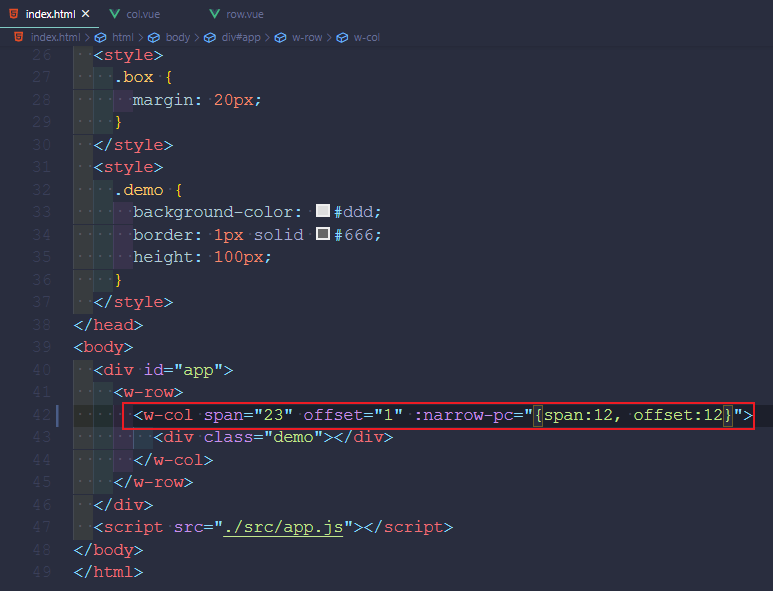 index.html × col.vue row.vue
index.html > html > body > div#app > w-row > w-col
26 <style>
27 .box {
28 margin: 20px;
29 }
30 </style>
31 <style>
32 .demo {
33 background-color: #ddd;
34 border: 1px solid #666;
35 height: 100px;
36 }
37 </style>
38 </head>
39 <body>
40 <div id="app">
41 <w-row>
42 <w-col span="23" offset="1" :narrow-pc="{span:12, offset:12}">
43 <div class="demo"></div>
44 </w-col>
45 </w-row>
46 </div>
47 <script src="./src/app.js"></script>
48 </body>
49 </html>